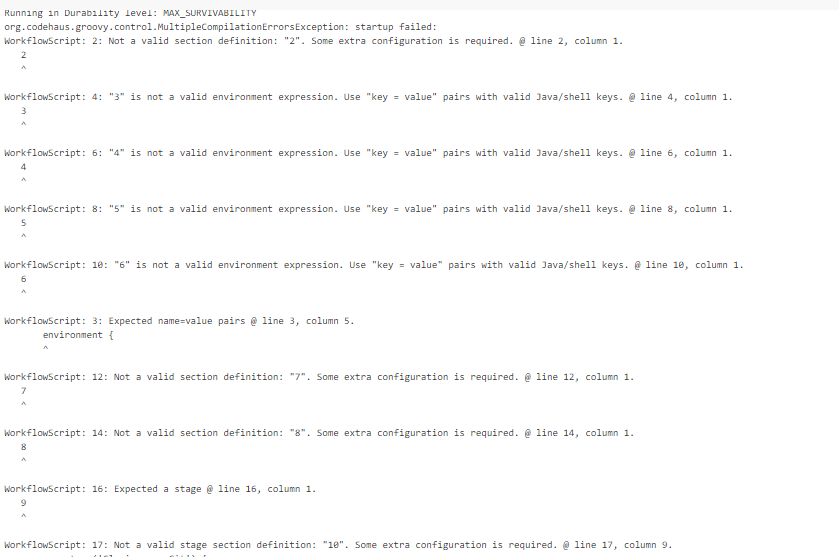 Running in Durability level: MAX_SURVIVABILITY
org.codehaus.groovy.control.MultipleCompilationErrorsException: startup failed:
WorkflowScript: 2: Not a valid section definition: "2". Some extra configuration is required. @ line 2, column 1.
2
^
WorkflowScript: 4: "3" is not a valid environment expression. Use "key = value" pairs with valid Java/shell keys. @ line 4, column 1.
3
^
WorkflowScript: 6: "4" is not a valid environment expression. Use "key = value" pairs with valid Java/shell keys. @ line 6, column 1.
4
^
WorkflowScript: 8: "5" is not a valid environment expression. Use "key = value" pairs with valid Java/shell keys. @ line 8, column 1.
5
^
WorkflowScript: 10: "6" is not a valid environment expression. Use "key = value" pairs with valid Java/shell keys. @ line 10, column 1.
6
^
WorkflowScript: 3: Expected name=value pairs @ line 3, column 5.
environment {
^
WorkflowScript: 12: Not a valid section definition: "7". Some extra configuration is required. @ line 12, column 1.
7
^
WorkflowScript: 14: Not a valid section definition: "8". Some extra configuration is required. @ line 14, column 1.
8
^
WorkflowScript: 16: Expected a stage @ line 16, column 1.
9
^
WorkflowScript: 17: Not a valid stage section definition: "10". Some extra configuration is required. @ line 17, column 9.